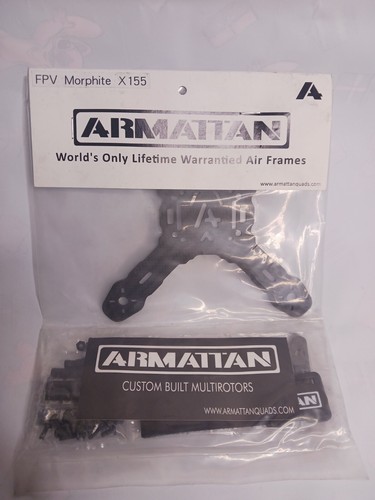 FPV Morphite X155
ARMATTAN
World's Only Lifetime Warrantied Air Frames
www.armattanquads.com
ARMATTAN
CUSTOM BUILT MULTIROTORS
WWW.ARMATTANQUADS.COM
AN